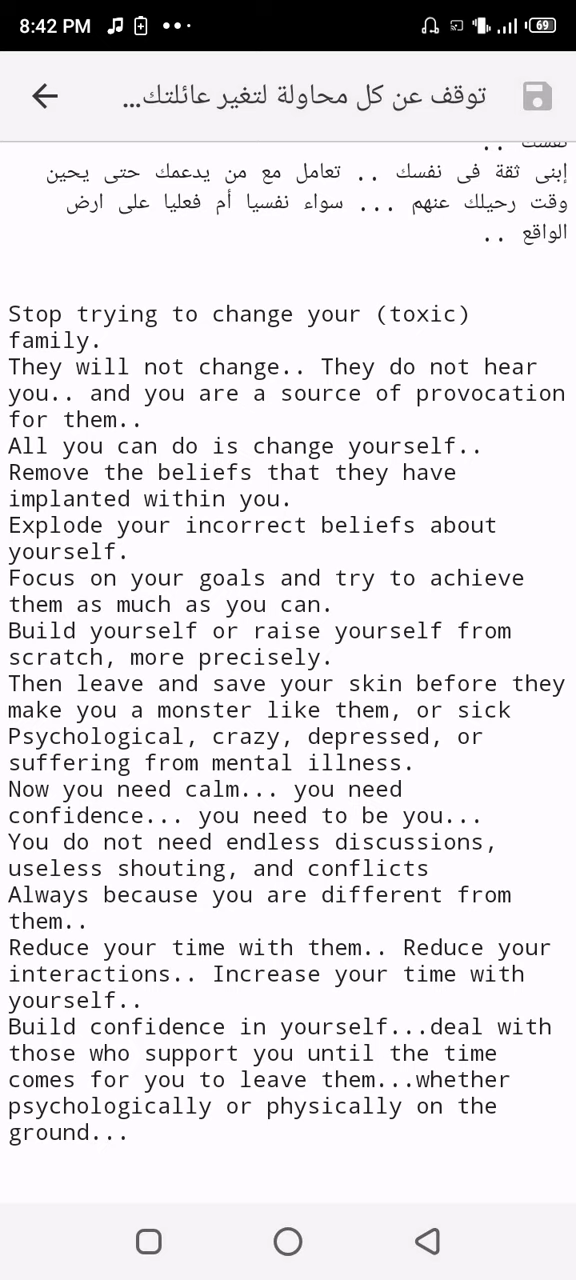 8:42 PM
69
توقف عن كل محاولة لتغير عائلتك...
نفسك ..
إبنى ثقة فى نفسك .. تعامل مع من يدعمك حتى يحين
وقت رحيلك عنهم ... سواء نفسيا أم فعليا على ارض
الواقع ..
Stop trying to change your (toxic)
family.
They will not change.. They do not hear
you.. and you are a source of provocation
for them..
All you can do is change yourself..
Remove the beliefs that they have
implanted within you.
Explode your incorrect beliefs about
yourself.
Focus on your goals and try to achieve
them as much as you can.
Build yourself or raise yourself from
scratch, more precisely.
Then leave and save your skin before they
make you a monster like them, or sick
Psychological, crazy, depressed, or
suffering from mental illness.
Now you need calm... you need
confidence... you need to be you...
You do not need endless discussions,
useless shouting, and conflicts
Always because you are different from
them..
Reduce your time with them.. Reduce your
interactions.. Increase your time with
yourself..
Build confidence in yourself...deal with
those who support you until the time
comes for you to leave them...whether
psychologically or physically on the
ground...